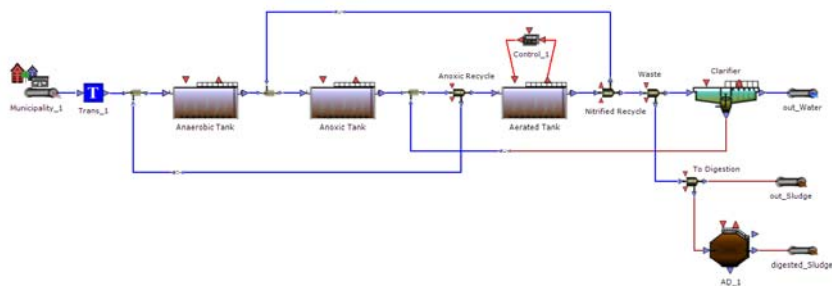 Control_1
Anoxic Recycle
Waste
Clarifier
Municipality_1
T
Trans_1
Anaerobic Tank
Anoxic Tank
Aerated Tank
Nitrified Recycle
out_Water
To Digestion
out_Sludge
AD_1
digested_Sludge